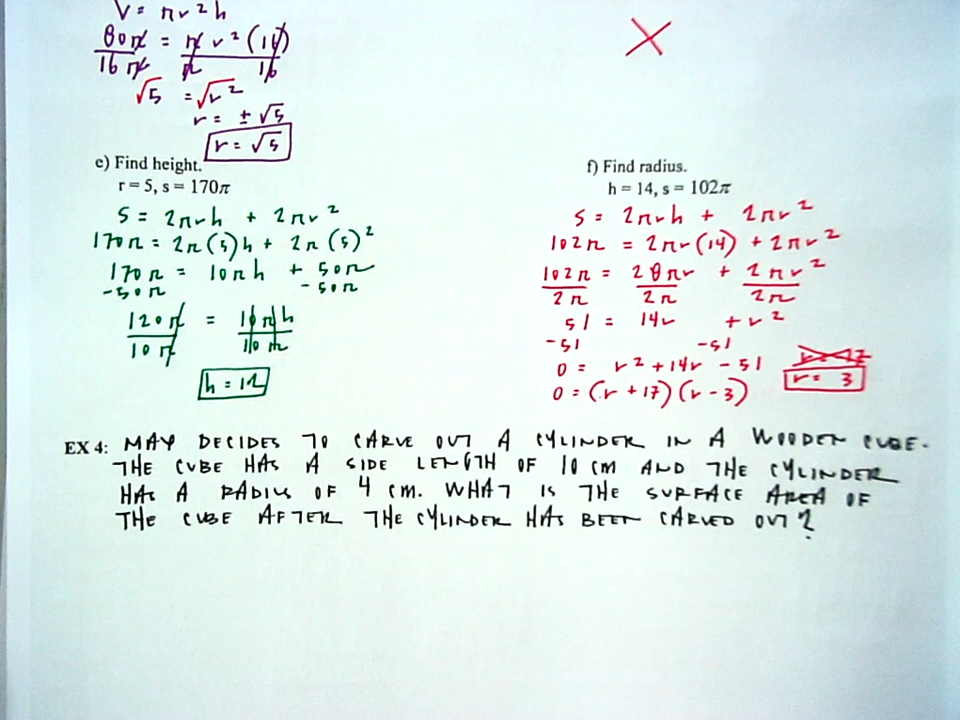 V = πr²h
80π = π r² (16)
16π π 16
√5 = √r²
r = ± √5
r = √5
e) Find height.
r = 5, s = 170π
S = 2πrh + 2πr²
170π = 2π(5)h + 2π(5)²
170π = 10πh + 50π
-50π -50π
120π = 10πh
10π 10π
h = 12
f) Find radius.
h = 14, s = 102π
S = 2πrh + 2πr²
102π = 2πr(14) + 2πr²
102π = 28πr + 2πr²
2π 2π 2π
51 = 14r + r²
-51 -51
0 = r² + 14r - 51
0 = (r + 17)(r - 3)
r = 3
EX 4: MAY DECIDES TO CARVE OUT A CYLINDER IN A WOODEN CUBE.
THE CUBE HAS A SIDE LENGTH OF 10 CM AND THE CYLINDER
HAS A RADIUS OF 4 CM. WHAT IS THE SURFACE AREA OF
THE CUBE AFTER THE CYLINDER HAS BEEN CARVED OUT?